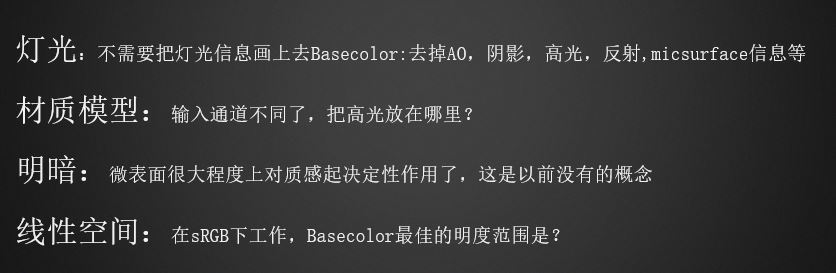 灯光：不需要把灯光信息画上去Basecolor:去掉AO，阴影，高光，反射,micsurface信息等
材质模型：输入通道不同了，把高光放在哪里？
明暗：微表面很大程度上对质感起决定性作用了，这是以前没有的概念
线性空间：在sRGB下工作，Basecolor最佳的明度范围是？